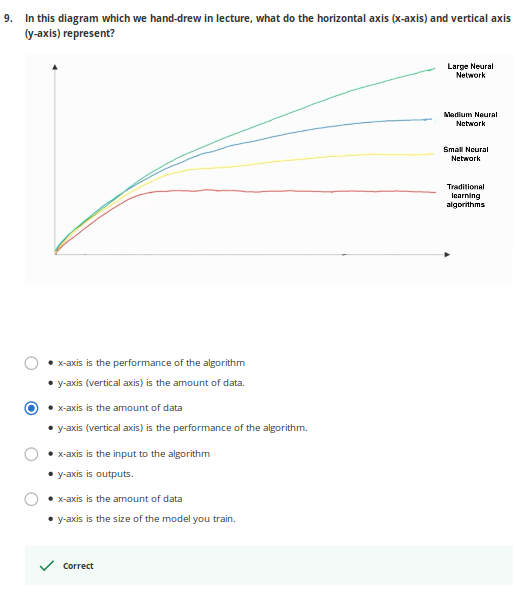 9. In this diagram which we hand-drew in lecture, what do the horizontal axis (x-axis) and vertical axis
(y-axis) represent?
Large Neural
Network
Medium Neural
Network
Small Neural
Network
Traditional
learning
algorithms
• x-axis is the performance of the algorithm
• y-axis (vertical axis) is the amount of data.
• x-axis is the amount of data
• y-axis (vertical axis) is the performance of the algorithm.
• x-axis is the input to the algorithm
• y-axis is outputs.
• x-axis is the amount of data
• y-axis is the size of the model you train.
Correct